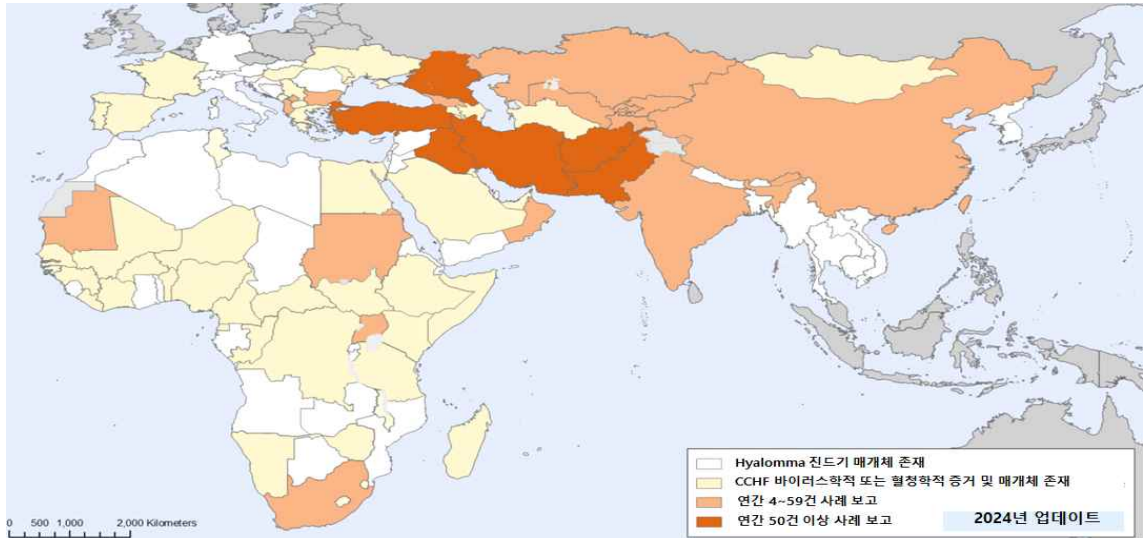 Hyalomma 진드기 매개체 존재
CCHF 바이러스학적 또는 혈청학적 증거 및 매개체 존재
연간 4~59건 사례 보고
연간 50건 이상 사례 보고
2024년 업데이트
0 500 1,000 2,000 Kilometers